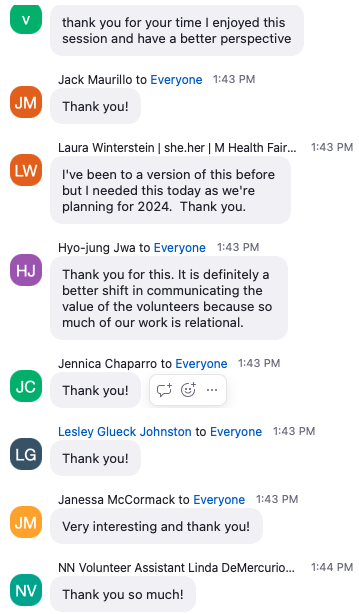 v
thank you for your time I enjoyed this
session and have a better perspective
Jack Maurillo to Everyone 1:43 PM
JM
Thank you!
Laura Winterstein | she.her | M Health Fair... 1:43 PM
LW
I've been to a version of this before
but I needed this today as we're
planning for 2024. Thank you.
Hyo-jung Jwa to Everyone 1:43 PM
HJ
Thank you for this. It is definitely a
better shift in communicating the
value of the volunteers because so
much of our work is relational.
Jennica Chaparro to Everyone 1:43 PM
JC
Thank you!
Lesley Glueck Johnston to Everyone 1:43 PM
LG
Thank you!
Janessa McCormack to Everyone 1:43 PM
JM
Very interesting and thank you!
NN Volunteer Assistant Linda DeMercurio... 1:44 PM
NV
Thank you so much!